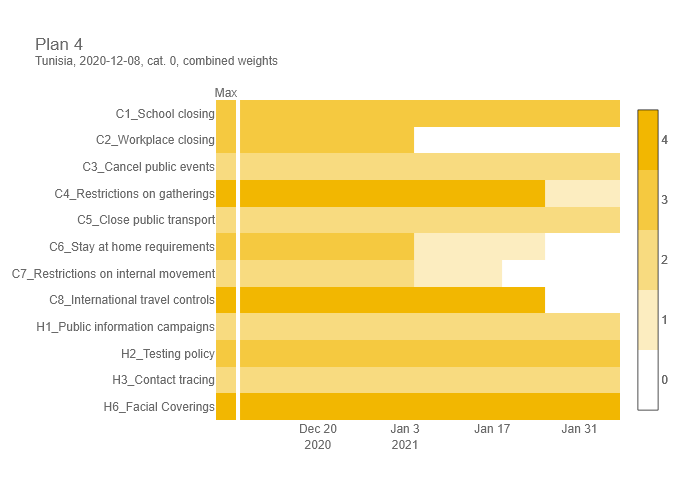 Plan 4
Tunisia, 2020-12-08, cat. 0, combined weights
Max
C1_School closing
C2_Workplace closing
C3_Cancel public events
C4_Restrictions on gatherings
C5_Close public transport
C6_Stay at home requirements
C7_Restrictions on internal movement
C8_International travel controls
H1_Public information campaigns
H2_Testing policy
H3_Contact tracing
H6_Facial Coverings
Dec 20 Jan 3 Jan 17 Jan 31
2020 2021
4
3
2
1
0